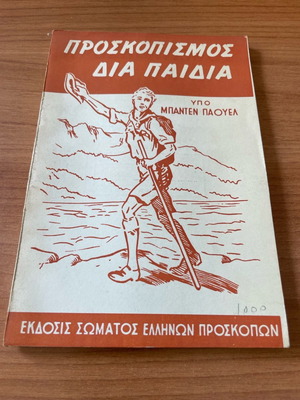 ΠΡΟΣΚΟΠΙΣΜΟΣ
ΔΙΑ ΠΑΙΔΙΑ
ΥΠΟ
ΜΠΑΝΤΕΝ ΠΑΟΥΕΛ
1000
ΕΚΔΟΣΙΣ ΣΩΜΑΤΟΣ ΕΛΛΗΝΩΝ ΠΡΟΣΚΟΠΩΝ